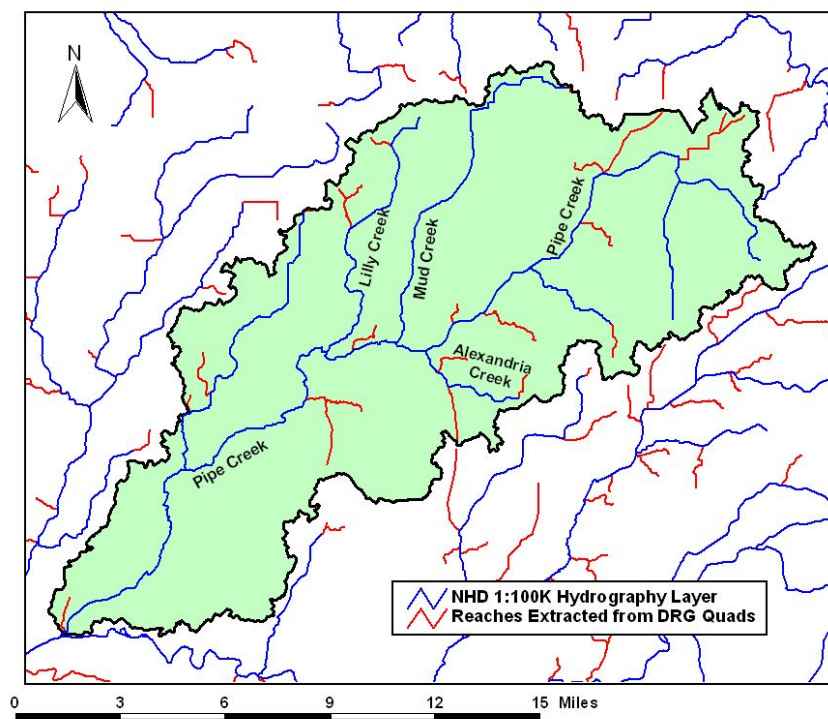 N
Lilly Creek
Mud Creek
Pipe Creek
Alexandria
Creek
Pipe Creek
NHD 1:100K Hydrography Layer
Reaches Extracted from DRG Quads
0 3 6 9 12 15 Miles